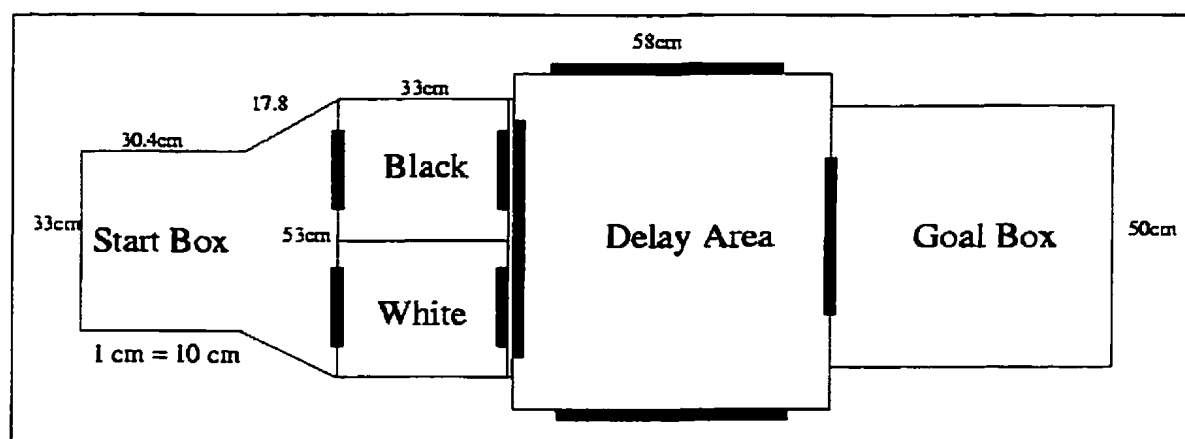 58cm
33cm
17.8
30.4cm
Black
33cm
Start Box
53cm
Delay Area
Goal Box
50cm
White
1 cm = 10 cm